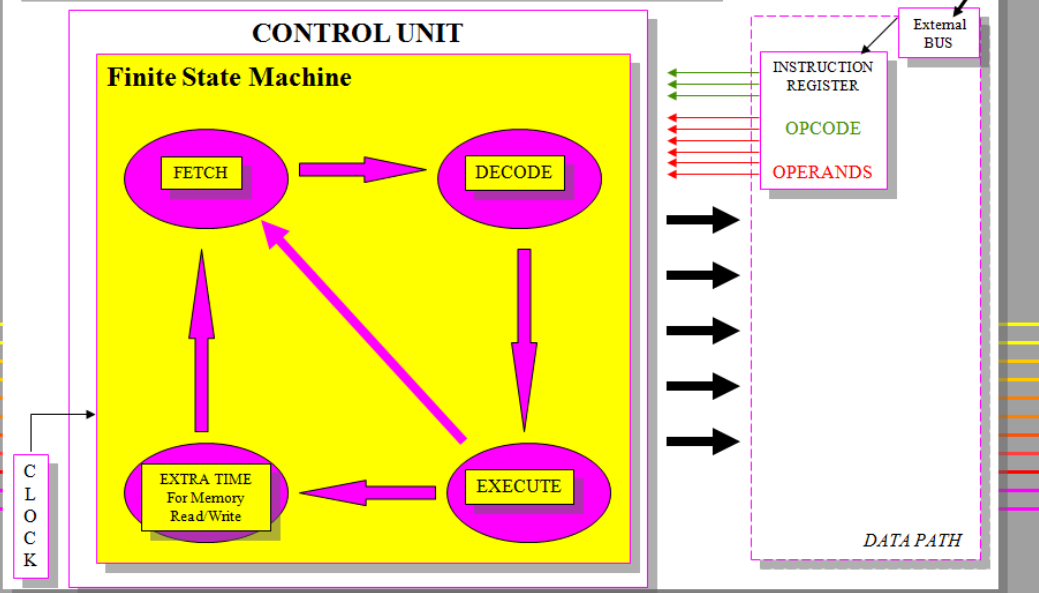 CONTROL UNIT
Finite State Machine
FETCH
DECODE
EXTRA TIME
For Memory
Read/Write
EXECUTE
C
L
O
C
K
External
BUS
INSTRUCTION
REGISTER
OPCODE
OPERANDS
DATA PATH